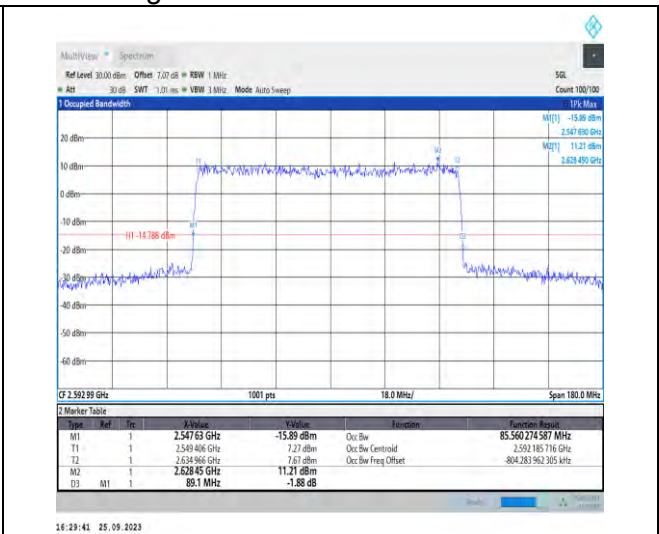 MultiView Spectrum
Ref Level 30.00 dBm Offset 7.07 dB RBW 1 MHz SGL
Att 30 dB SWT 1.01 ms VBW 3 MHz Mode Auto Sweep Count 100/100
1 Occupied Bandwidth 1Pk Max
M1[1] -15.89 dBm
2.547 630 GHz
M2[1] 11.21 dBm
2.628 450 GHz
20 dBm
M2
T1 T2
10 dBm
0 dBm
-10 dBm
M1
H1 -14.788 dBm
D3
-20 dBm
-30 dBm
-40 dBm
-50 dBm
-60 dBm
CF 2.592 99 GHz 1001 pts 18.0 MHz/ Span 180.0 MHz
2 Marker Table
Type Ref Trc X-Value Y-Value Function Function Result
M1 1 2.547 63 GHz -15.89 dBm Occ Bw 85.560 274 587 MHz
T1 1 2.549 406 GHz 7.27 dBm Occ Bw Centroid 2.592 185 716 GHz
T2 1 2.634 966 GHz 7.67 dBm Occ Bw Freq Offset -804.283 962 305 kHz
M2 1 2.628 45 GHz 11.21 dBm
D3 M1 1 89.1 MHz -1.88 dB
16:29:41 25.09.2023